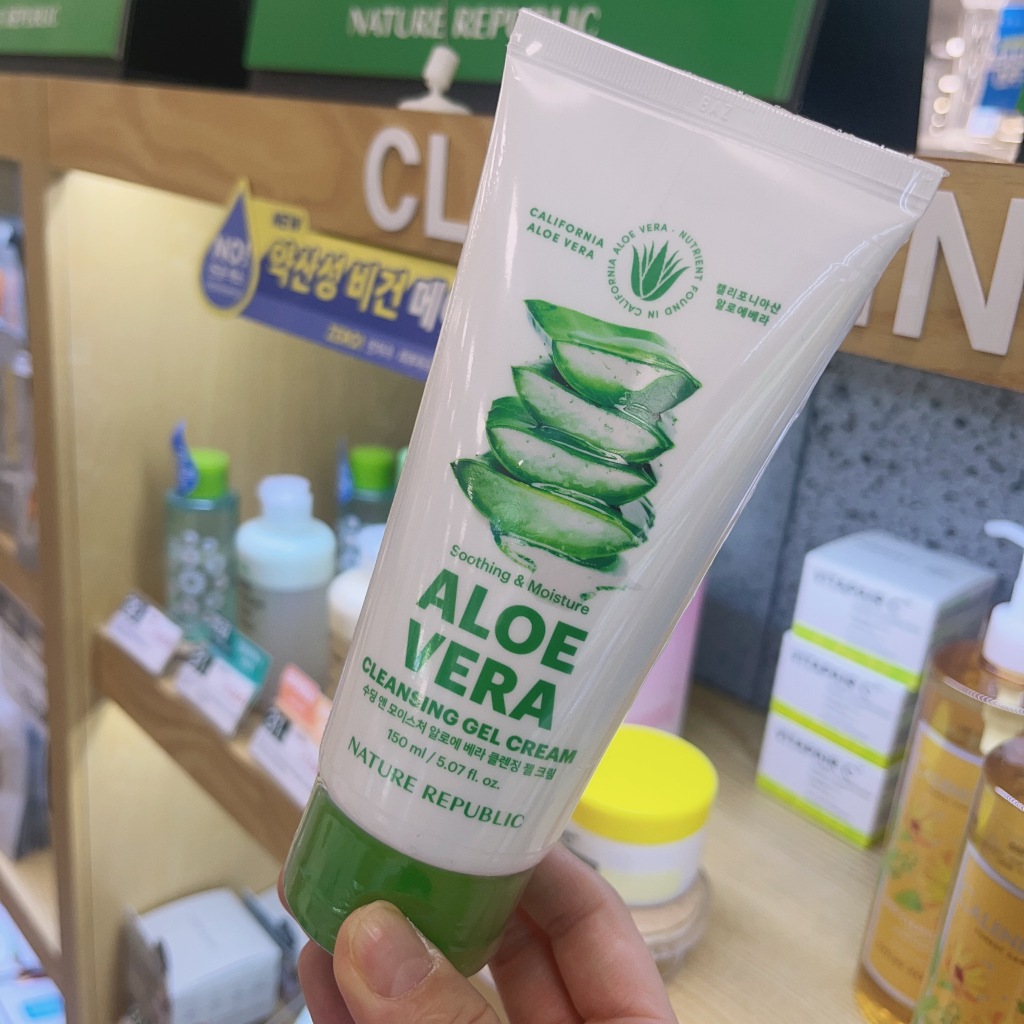 NATURE REPUBLIC
CL
IN
NEW
NO!
약산성 비건
ZERO!
CALIFORNIA
ALOE VERA
CALIFORNIA ALOE VERA · NUTRIENT FOUND IN
캘리포니아산
알로에베라
Soothing & Moisture
ALOE
VERA
CLEANSING GEL CREAM
수딩 앤 모이스처 알로에 베라 클렌징 젤 크림
150 ml / 5.07 fl. oz.
NATURE REPUBLIC